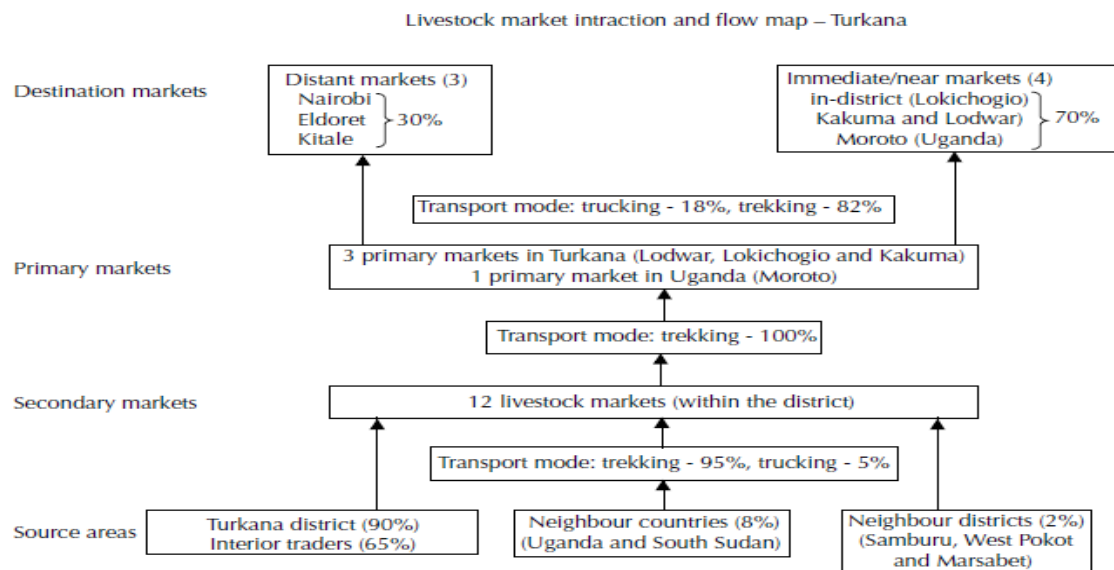 Livestock market intraction and flow map – Turkana
Destination markets
Distant markets (3)
Nairobi
Eldoret
Kitale
30%
Immediate/near markets (4)
in-district (Lokichogio)
Kakuma and Lodwar)
Moroto (Uganda)
70%
Transport mode: trucking - 18%, trekking - 82%
Primary markets
3 primary markets in Turkana (Lodwar, Lokichogio and Kakuma)
1 primary market in Uganda (Moroto)
Transport mode: trekking - 100%
Secondary markets
12 livestock markets (within the district)
Transport mode: trekking - 95%, trucking - 5%
Source areas
Turkana district (90%)
Interior traders (65%)
Neighbour countries (8%)
(Uganda and South Sudan)
Neighbour districts (2%)
(Samburu, West Pokot
and Marsabet)